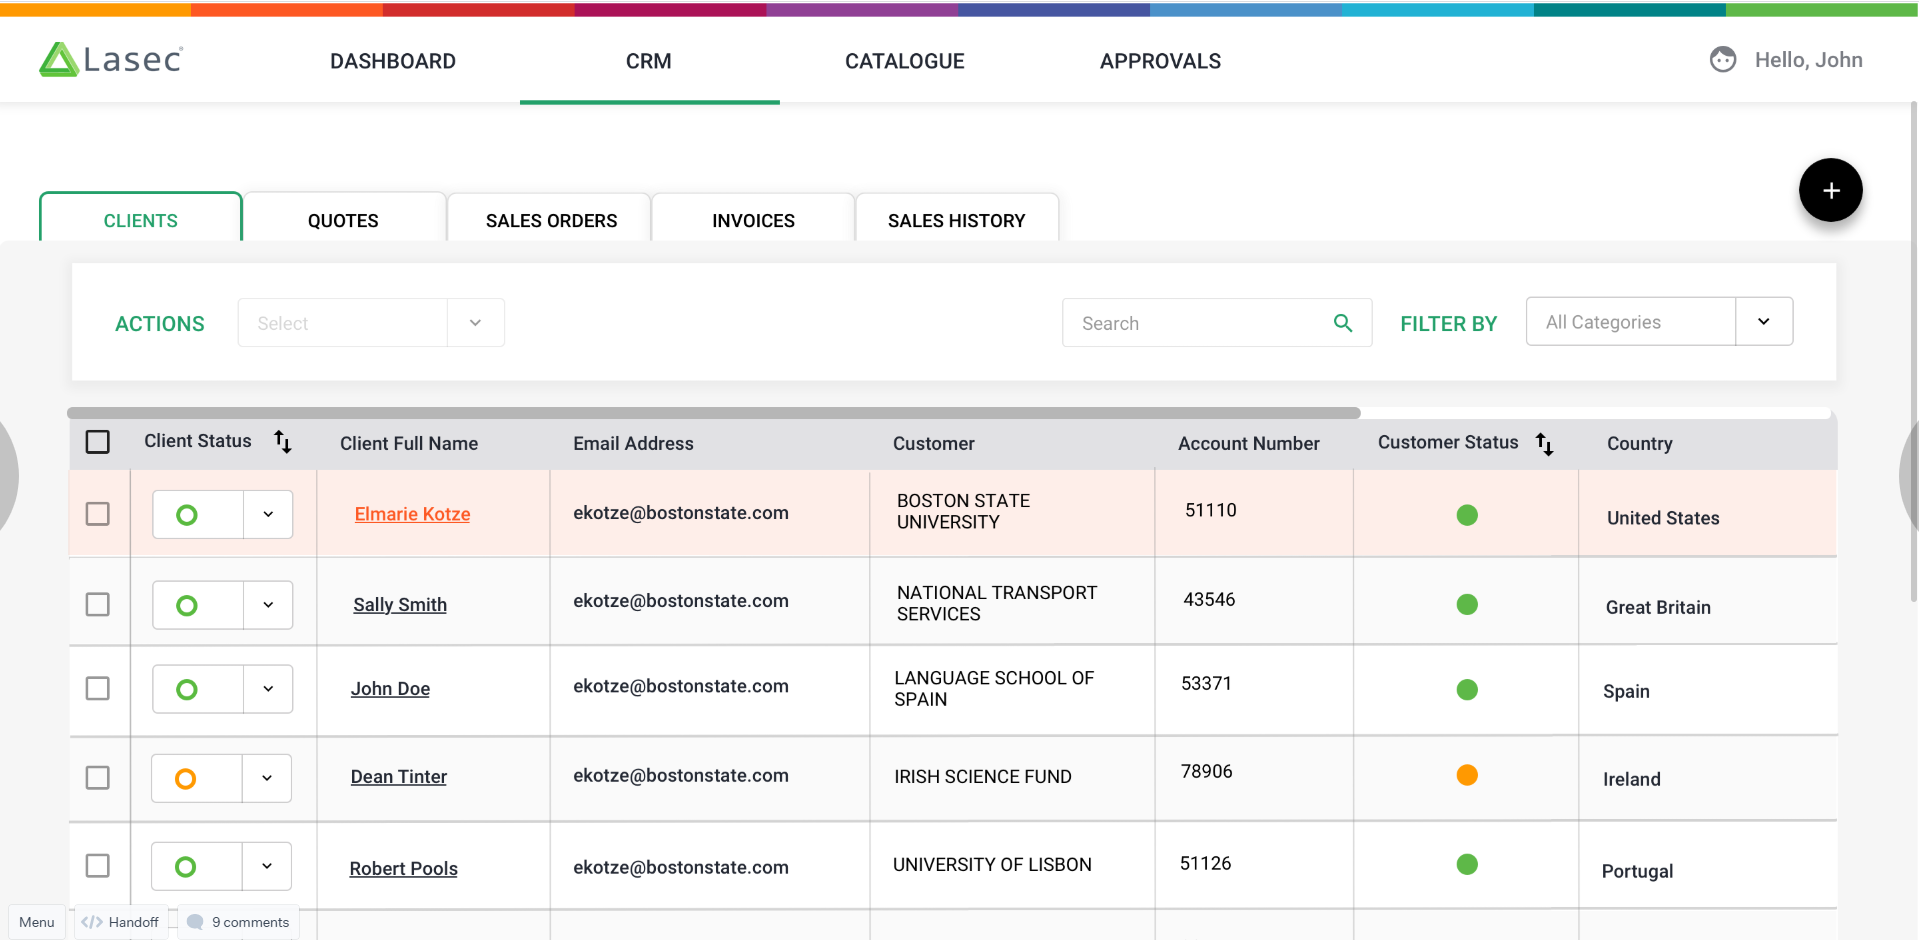 Lasec
DASHBOARD
CRM
CATALOGUE
APPROVALS
Hello, John
CLIENTS
QUOTES
SALES ORDERS
INVOICES
SALES HISTORY
+
ACTIONS
Select
Search
FILTER BY
All Categories
Client Status
Client Full Name
Email Address
Customer
Account Number
Customer Status
Country
Elmarie Kotze
ekotze@bostonstate.com
BOSTON STATE
UNIVERSITY
51110
United States
Sally Smith
ekotze@bostonstate.com
NATIONAL TRANSPORT
SERVICES
43546
Great Britain
John Doe
ekotze@bostonstate.com
LANGUAGE SCHOOL OF
SPAIN
53371
Spain
Dean Tinter
ekotze@bostonstate.com
IRISH SCIENCE FUND
78906
Ireland
Robert Pools
ekotze@bostonstate.com
UNIVERSITY OF LISBON
51126
Portugal
Menu
</> Handoff
9 comments